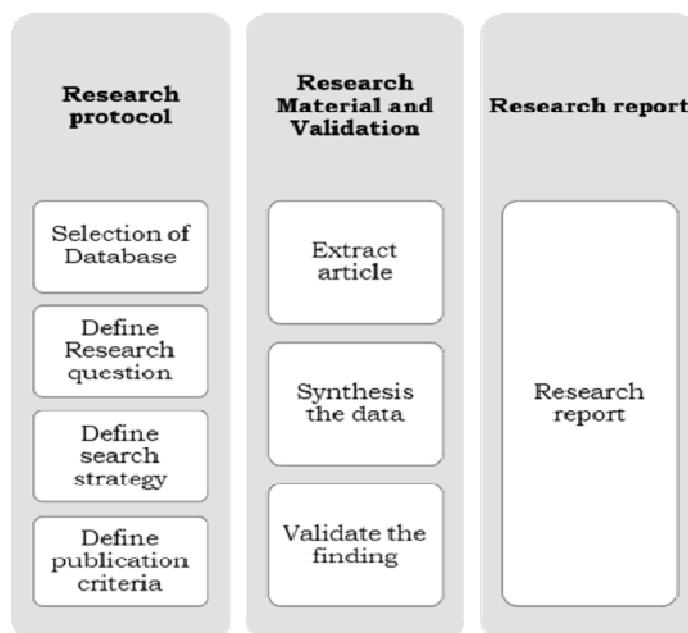 Research
protocol
Selection of
Database
Define
Research
question
Define
search
strategy
Define
publication
criteria
Research
Material and
Validation
Extract
article
Synthesis
the data
Validate the
finding
Research report
Research
report